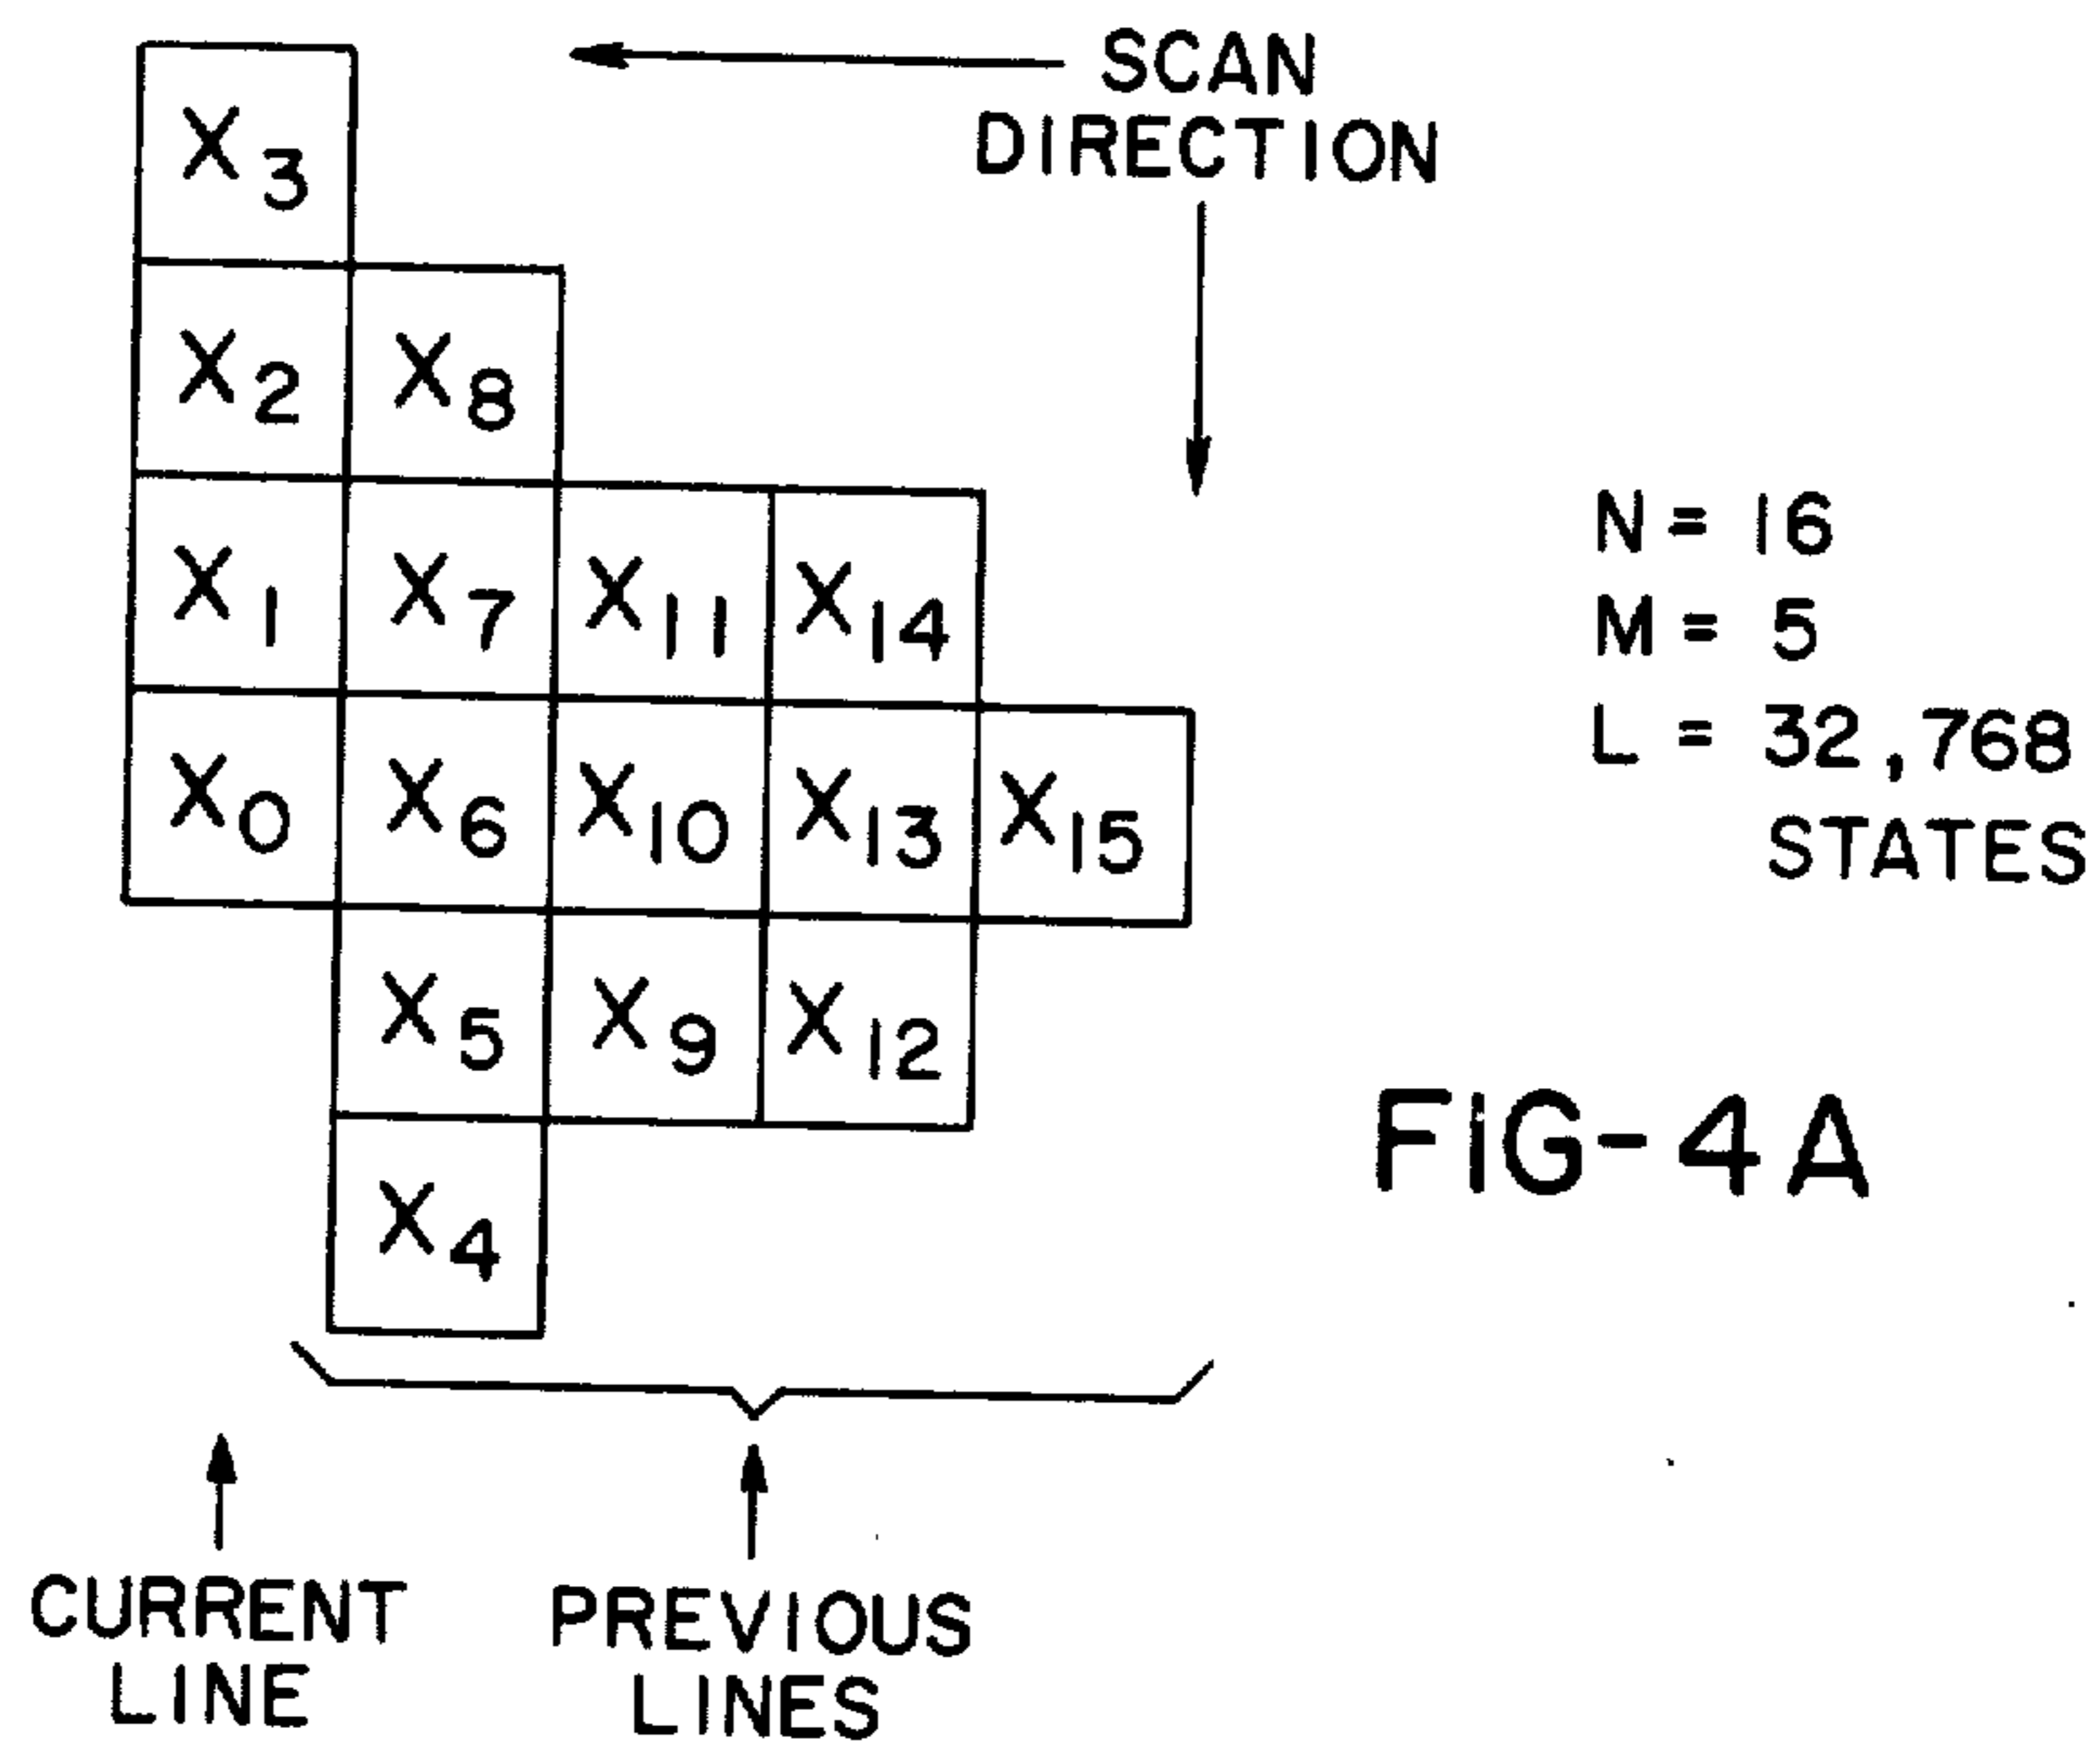 SCAN
DIRECTION
X3
X2 X8
X1 X7 X11 X14
X0 X6 X10 X13 X15
X5 X9 X12
X4
N = 16
M = 5
L = 32,768
STATES
FiG-4A
CURRENT
LINE
PREVIOUS
LINES